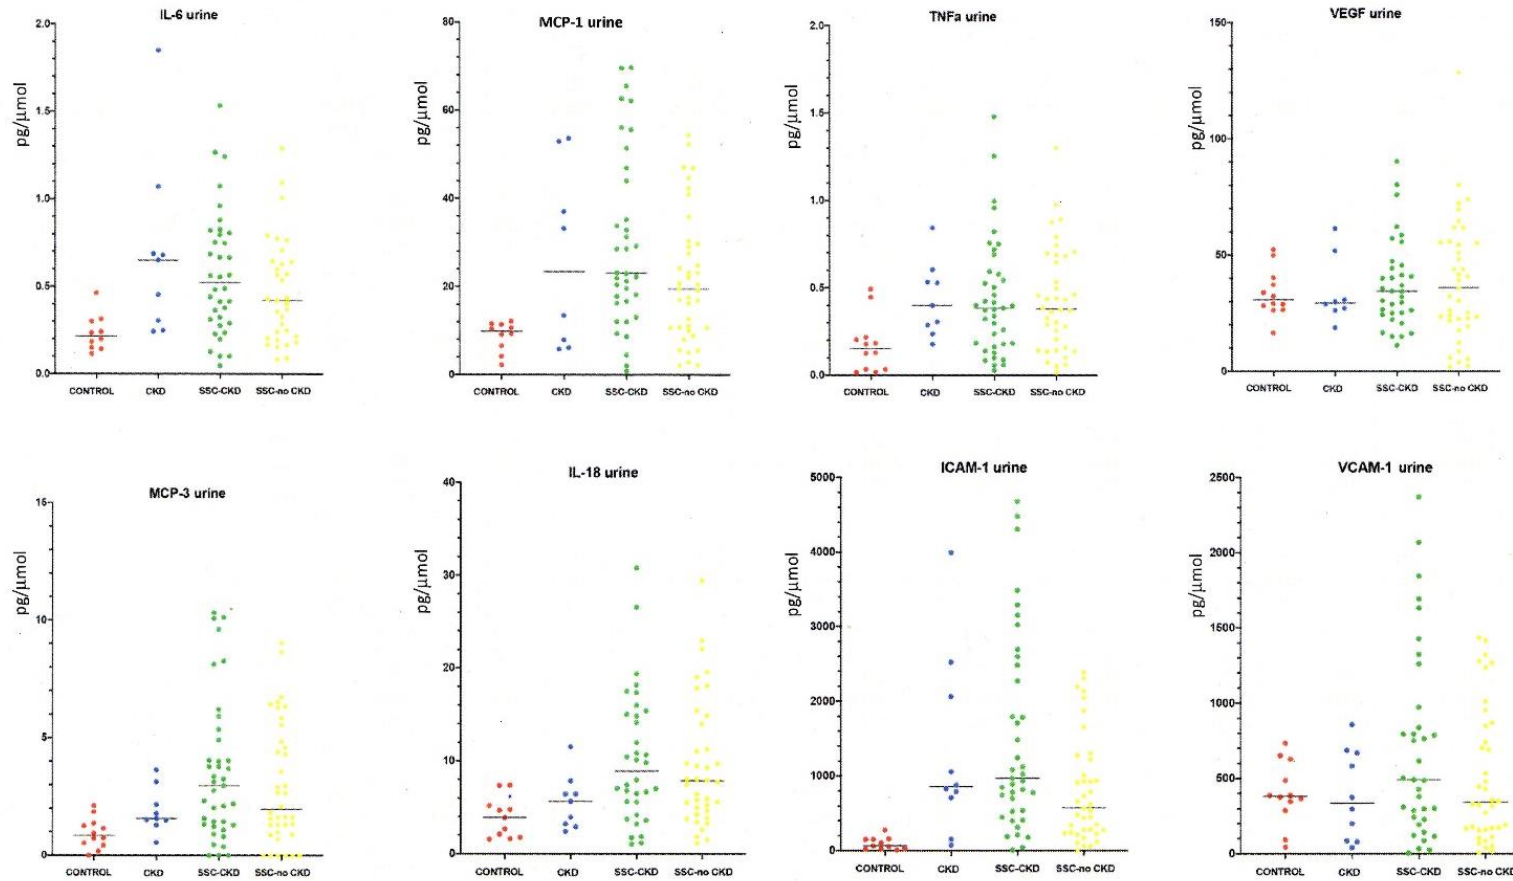 IL-6 urine
pg/μmol
2.0
1.5
1.0
0.5
0.0
CONTROL CKD SSC-CKD SSC-no CKD
MCP-1 urine
pg/μmol
80
60
40
20
0
CONTROL CKD SSC-CKD SSC-no CKD
TNFa urine
pg/μmol
2.0
1.5
1.0
0.5
0.0
CONTROL CKD SSC-CKD SSC-no CKD
VEGF urine
pg/μmol
150
100
50
0
CONTROL CKD SSC-CKD SSC-no CKD
MCP-3 urine
pg/μmol
15
10
5
0
CONTROL CKD SSC-CKD SSC-no CKD
IL-18 urine
pg/μmol
40
30
20
10
0
CONTROL CKD SSC-CKD SSC-no CKD
ICAM-1 urine
pg/μmol
5000
4000
3000
2000
1000
0
CONTROL CKD SSC-CKD SSC-no CKD
VCAM-1 urine
pg/μmol
2500
2000
1500
1000
500
0
CONTROL CKD SSC-CKD SSC-no CKD